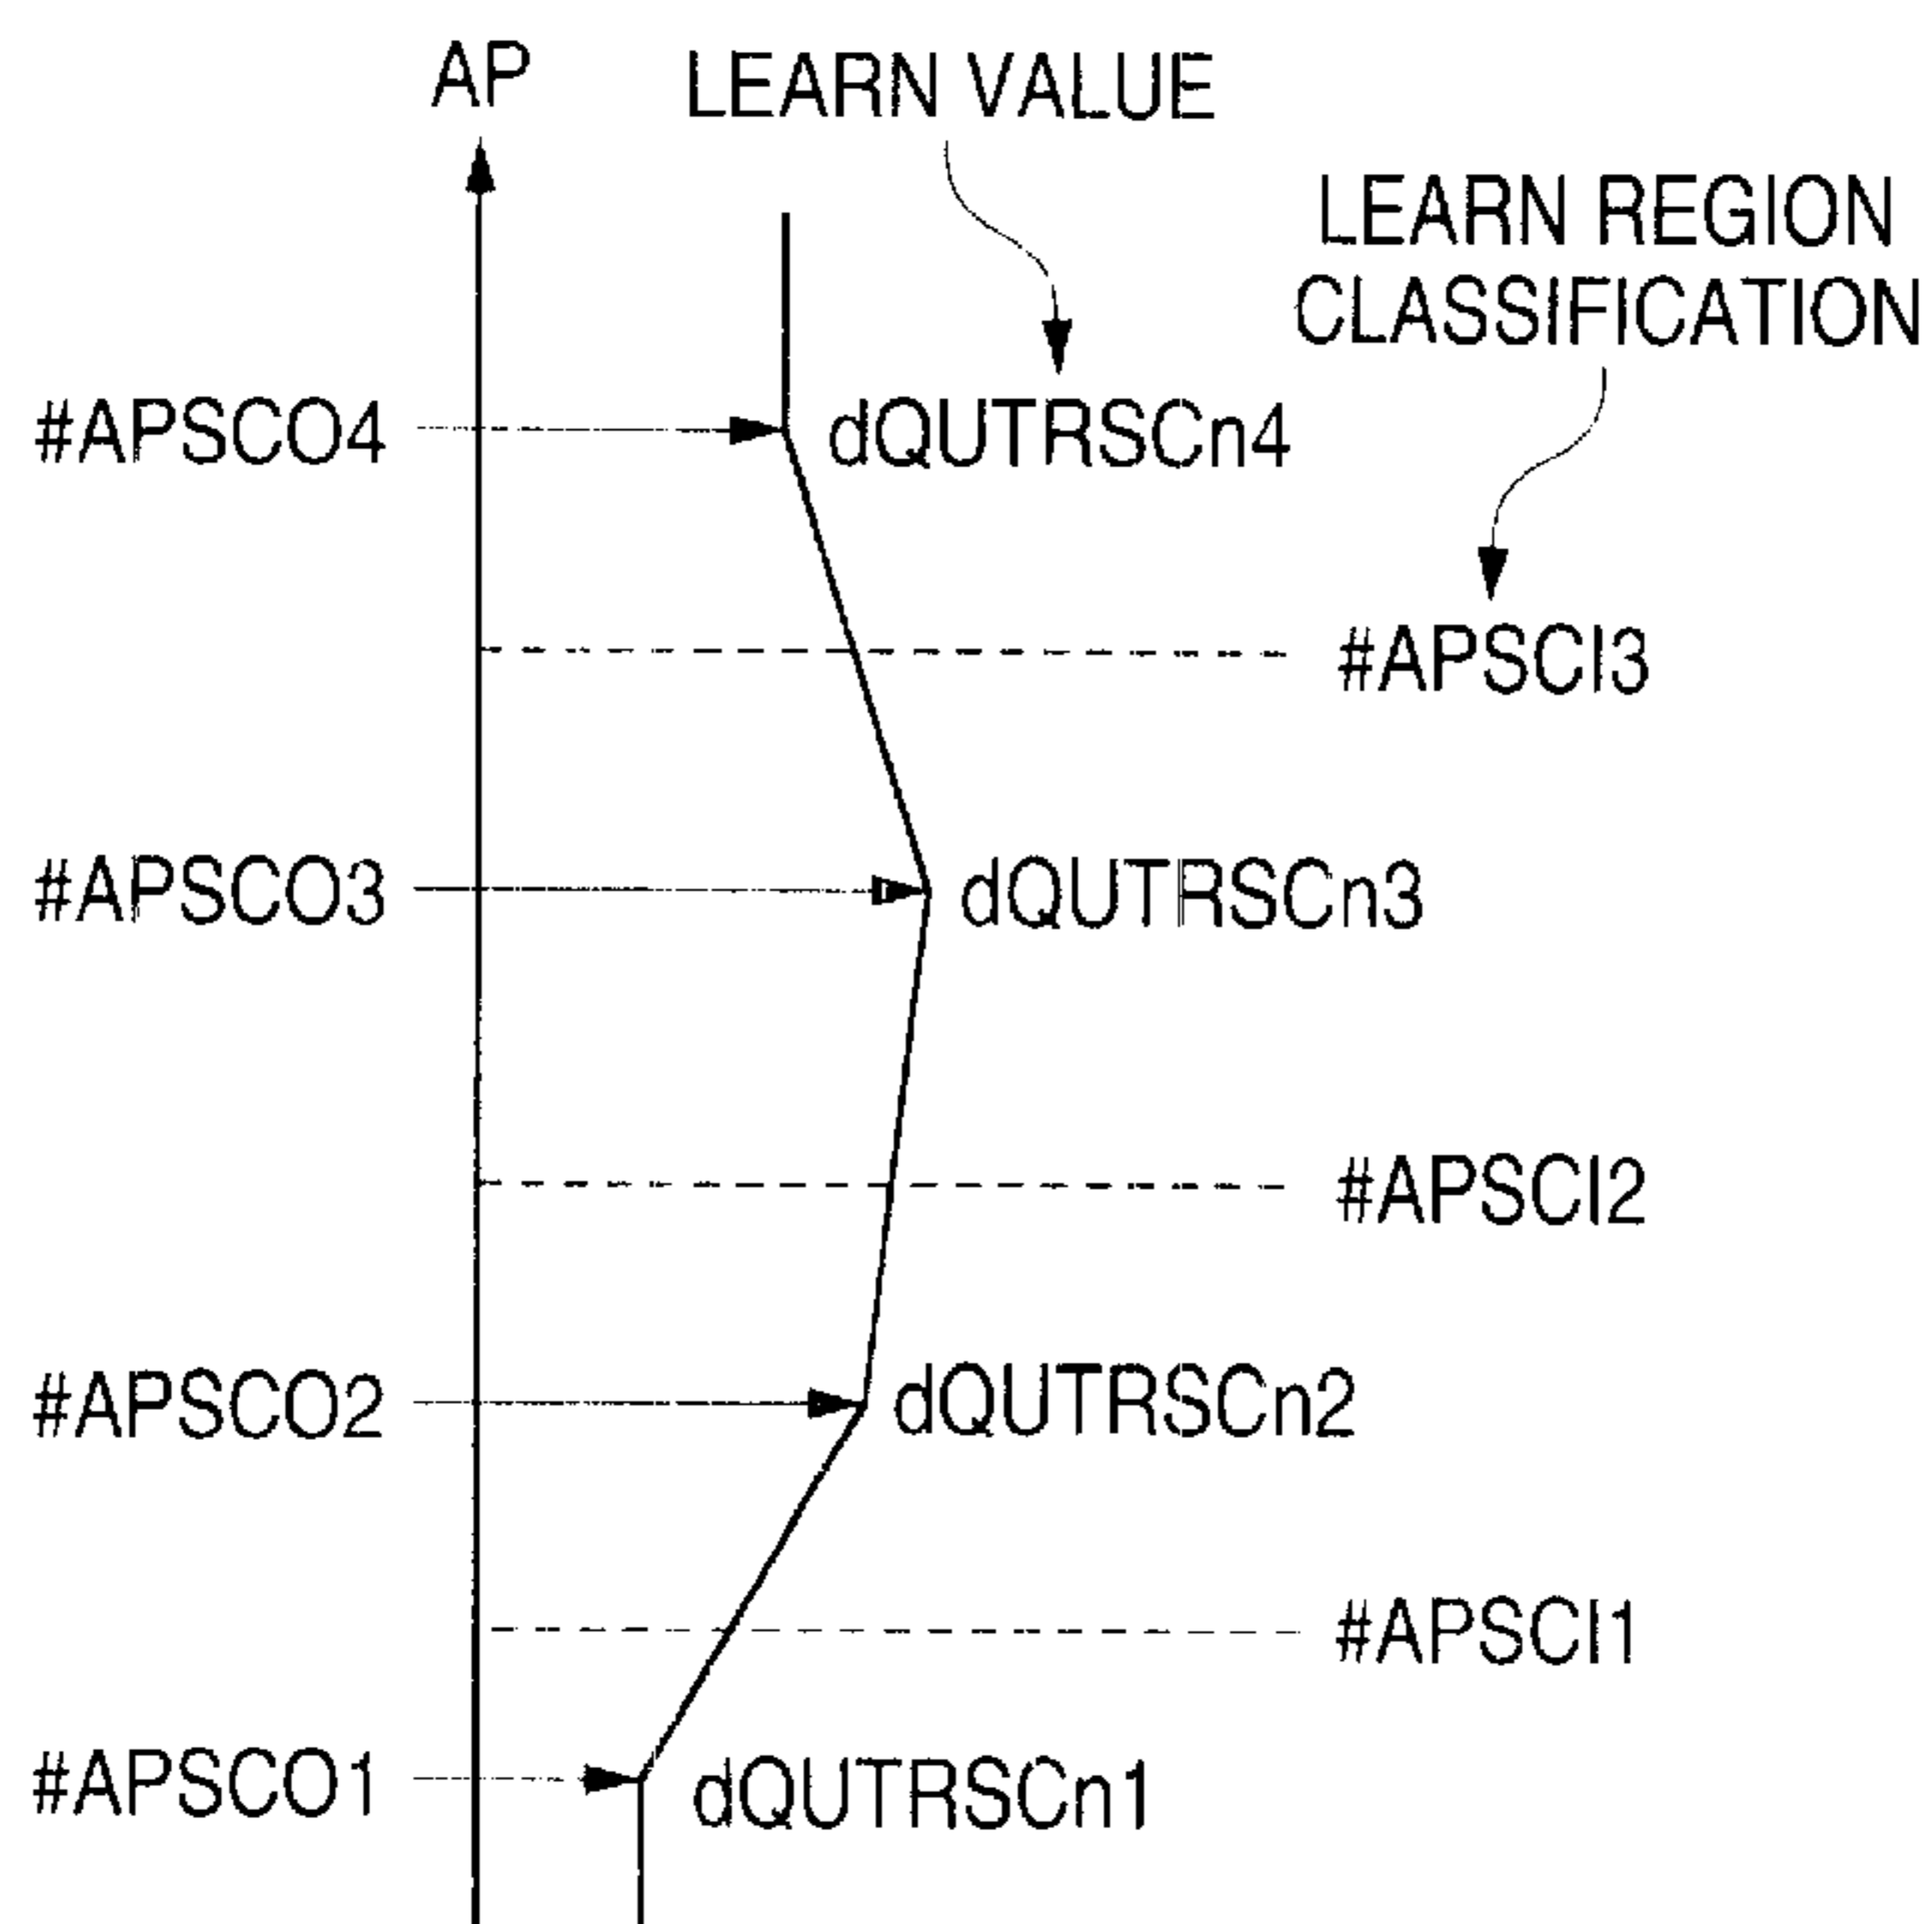 AP
LEARN VALUE
LEARN REGION
CLASSIFICATION
#APSCO4
dQUTRSCn4
#APSCI3
#APSCO3
dQUTRSCn3
#APSCI2
#APSCO2
dQUTRSCn2
#APSCI1
#APSCO1
dQUTRSCn1